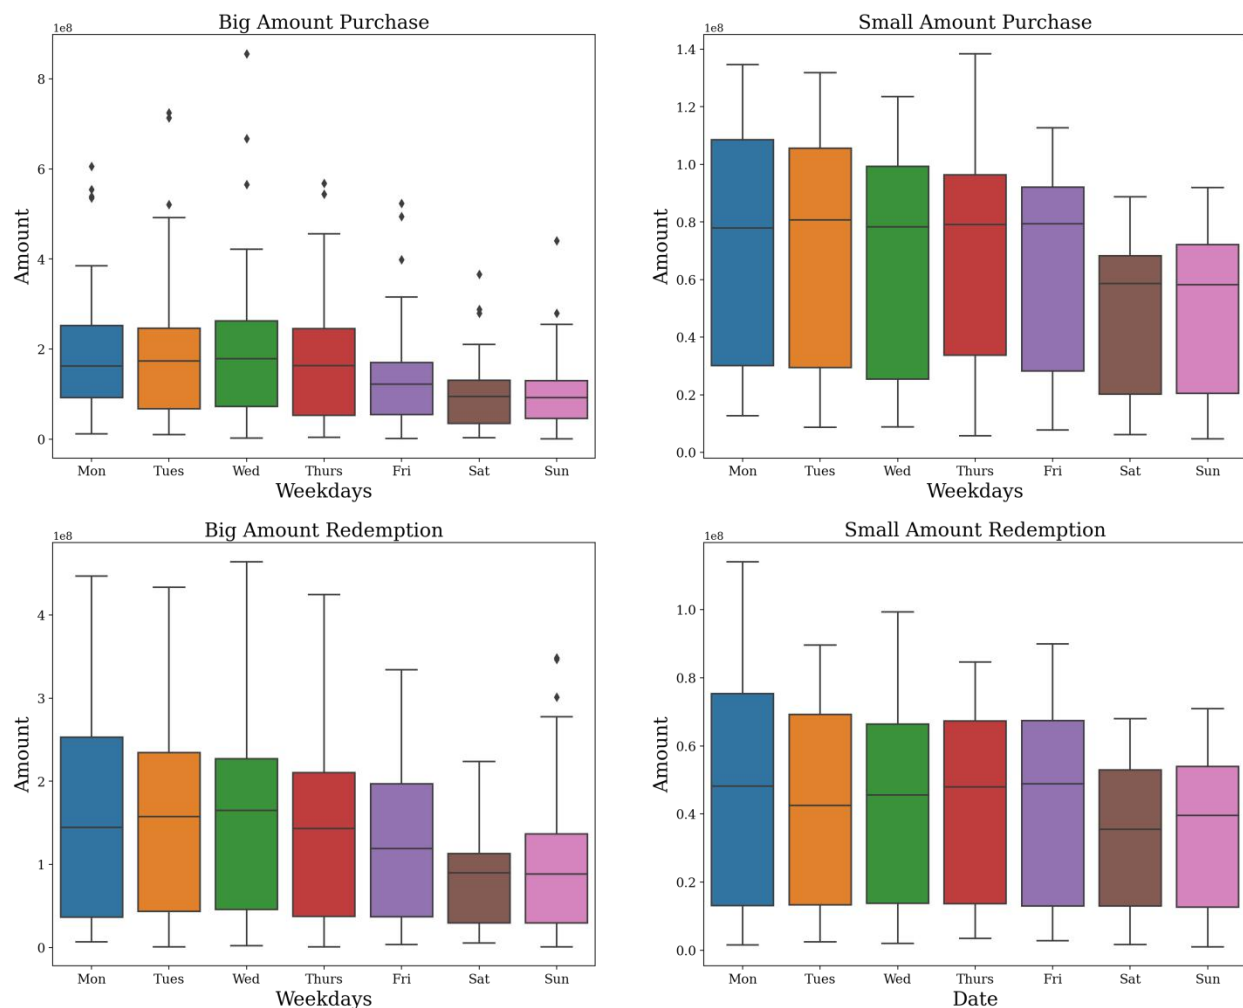 Big Amount Purchase
1e8
8
6
4
2
0
Amount
Mon Tues Wed Thurs Fri Sat Sun
Weekdays
Small Amount Purchase
1e8
1.4
1.2
1.0
0.8
0.6
0.4
0.2
0.0
Amount
Mon Tues Wed Thurs Fri Sat Sun
Weekdays
Big Amount Redemption
1e8
4
3
2
1
0
Amount
Mon Tues Wed Thurs Fri Sat Sun
Weekdays
Small Amount Redemption
1e8
1.0
0.8
0.6
0.4
0.2
0.0
Amount
Mon Tues Wed Thurs Fri Sat Sun
Date